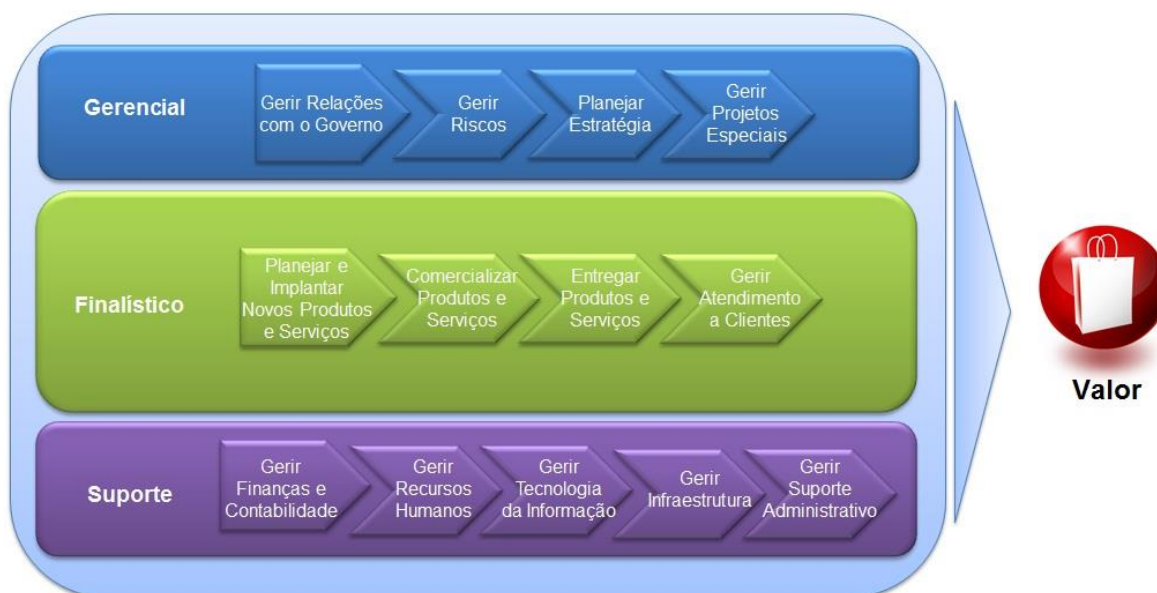 Gerencial
Gerir Relações
com o Governo
Gerir
Riscos
Planejar
Estratégia
Gerir
Projetos
Especiais
Finalístico
Planejar e
Implantar
Novos Produtos
e Serviços
Comercializar
Produtos e
Serviços
Entregar
Produtos e
Serviços
Gerir
Atendimento
a Clientes
Suporte
Gerir
Finanças e
Contabilidade
Gerir
Recursos
Humanos
Gerir
Tecnologia
da Informação
Gerir
Infraestrutura
Gerir
Suporte
Administrativo
Valor